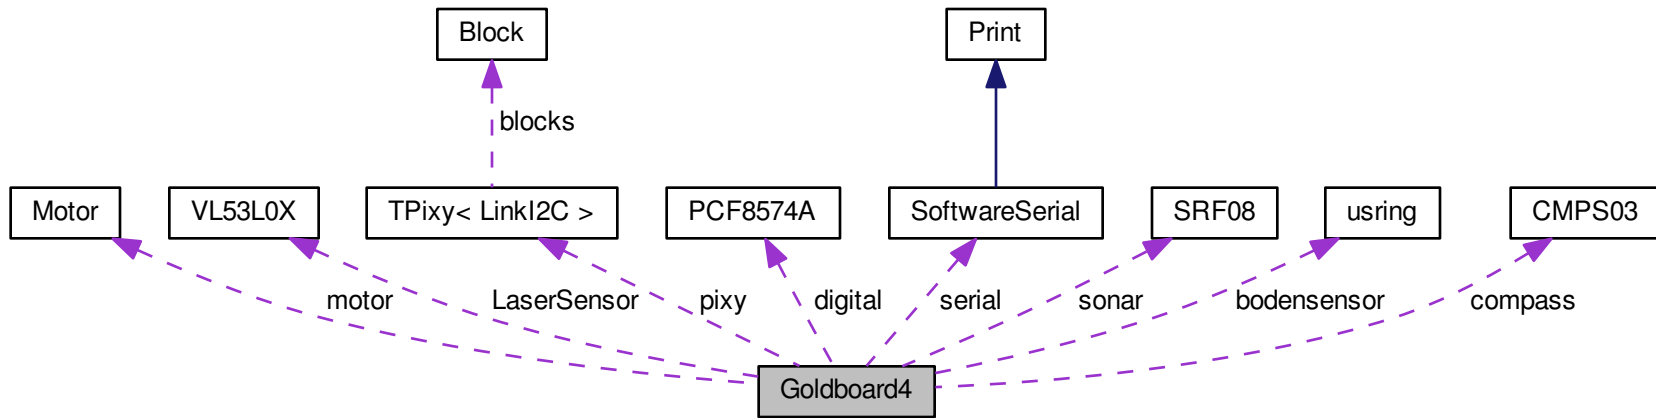 Block
Print
blocks
Motor
VL53L0X
TPixy< LinkI2C >
PCF8574A
SoftwareSerial
SRF08
usring
CMPS03
motor
LaserSensor
pixy
digital
serial
sonar
bodensensor
compass
Goldboard4